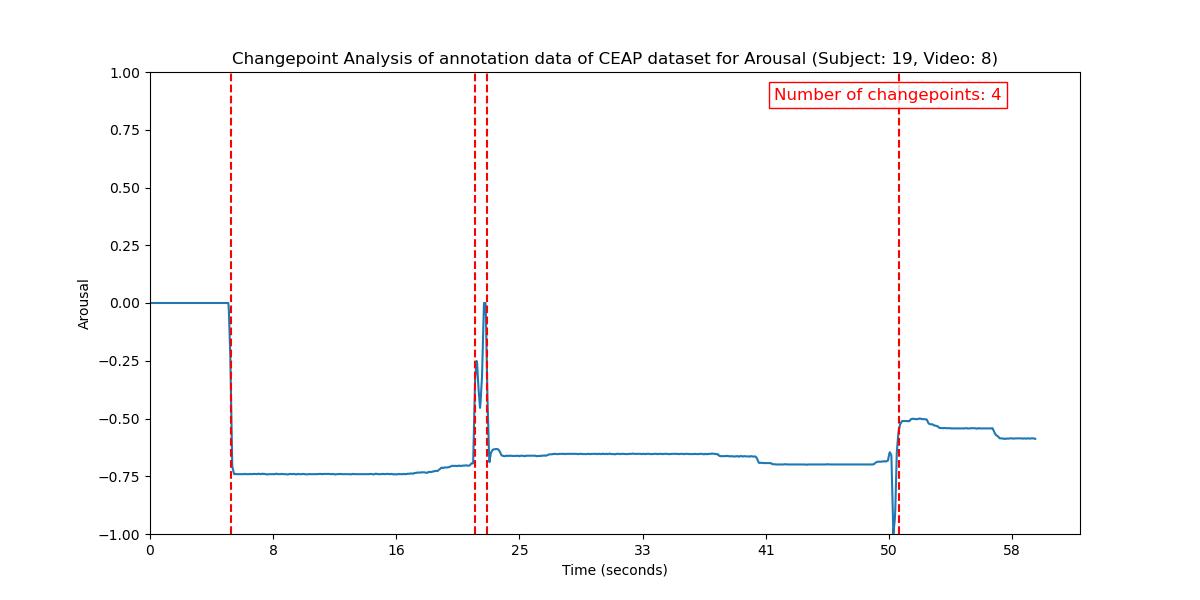 Changepoint Analysis of annotation data of CEAP dataset for Arousal (Subject: 19, Video: 8)
Number of changepoints: 4
1.00
0.75
0.50
0.25
0.00
−0.25
−0.50
−0.75
−1.00
Arousal
0 8 16 25 33 41 50 58
Time (seconds)